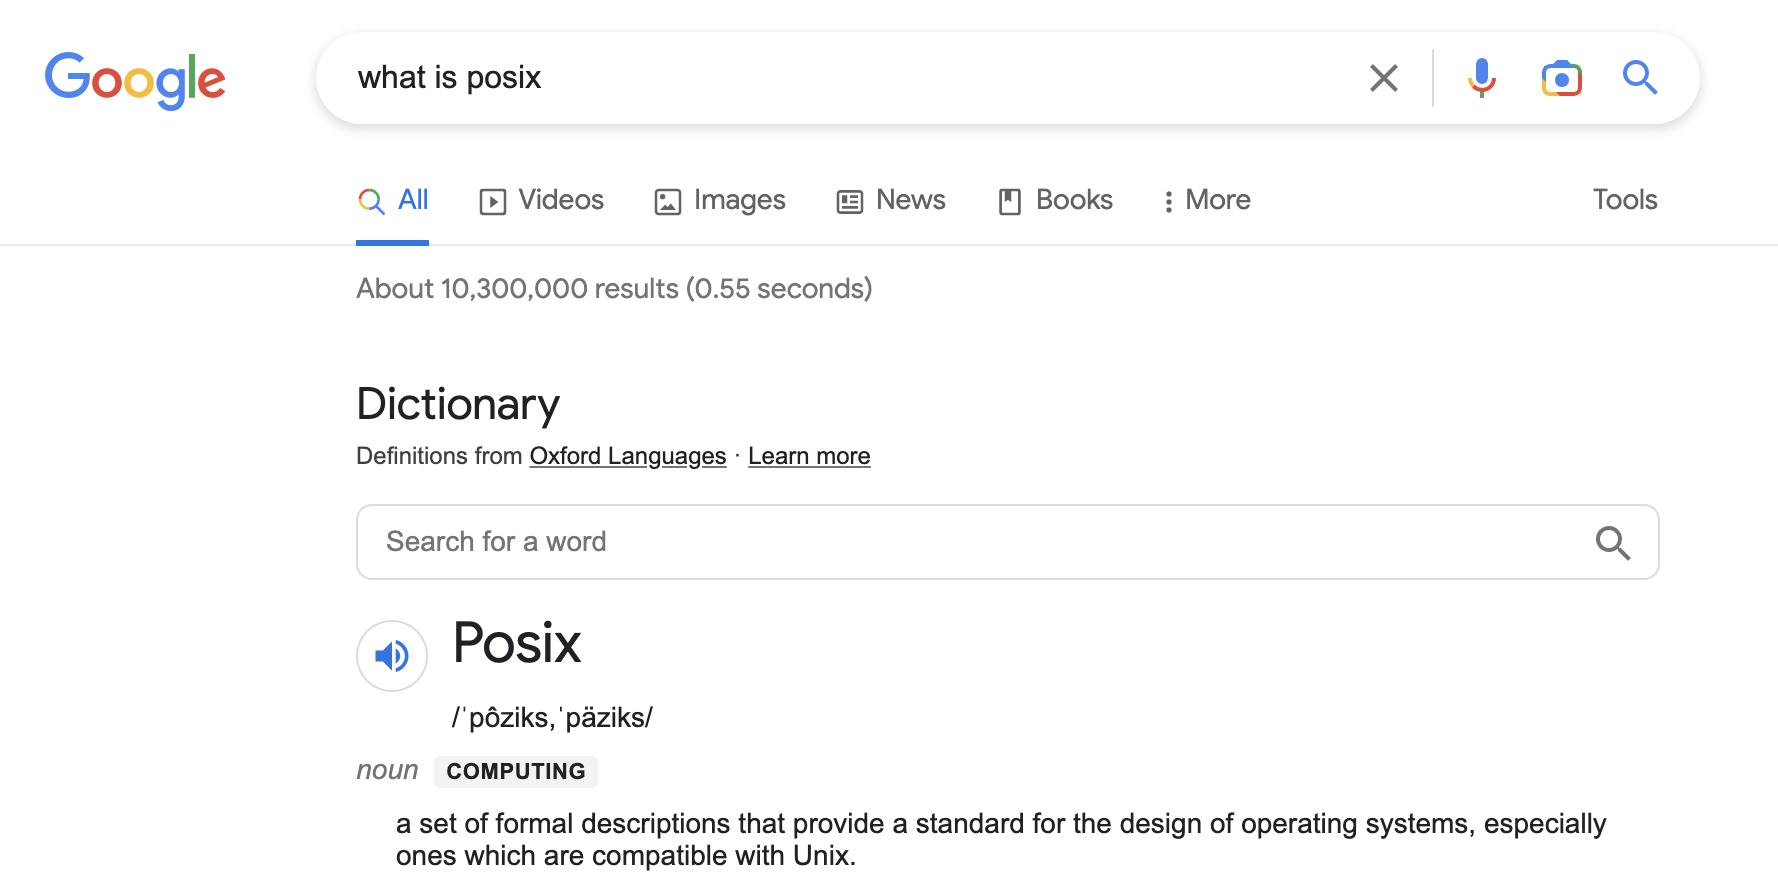 Google
what is posix
All Videos Images News Books More Tools
About 10,300,000 results (0.55 seconds)
Dictionary
Definitions from Oxford Languages · Learn more
Search for a word
Posix
/ˈpôziks,ˈpäziks/
noun COMPUTING
a set of formal descriptions that provide a standard for the design of operating systems, especially
ones which are compatible with Unix.